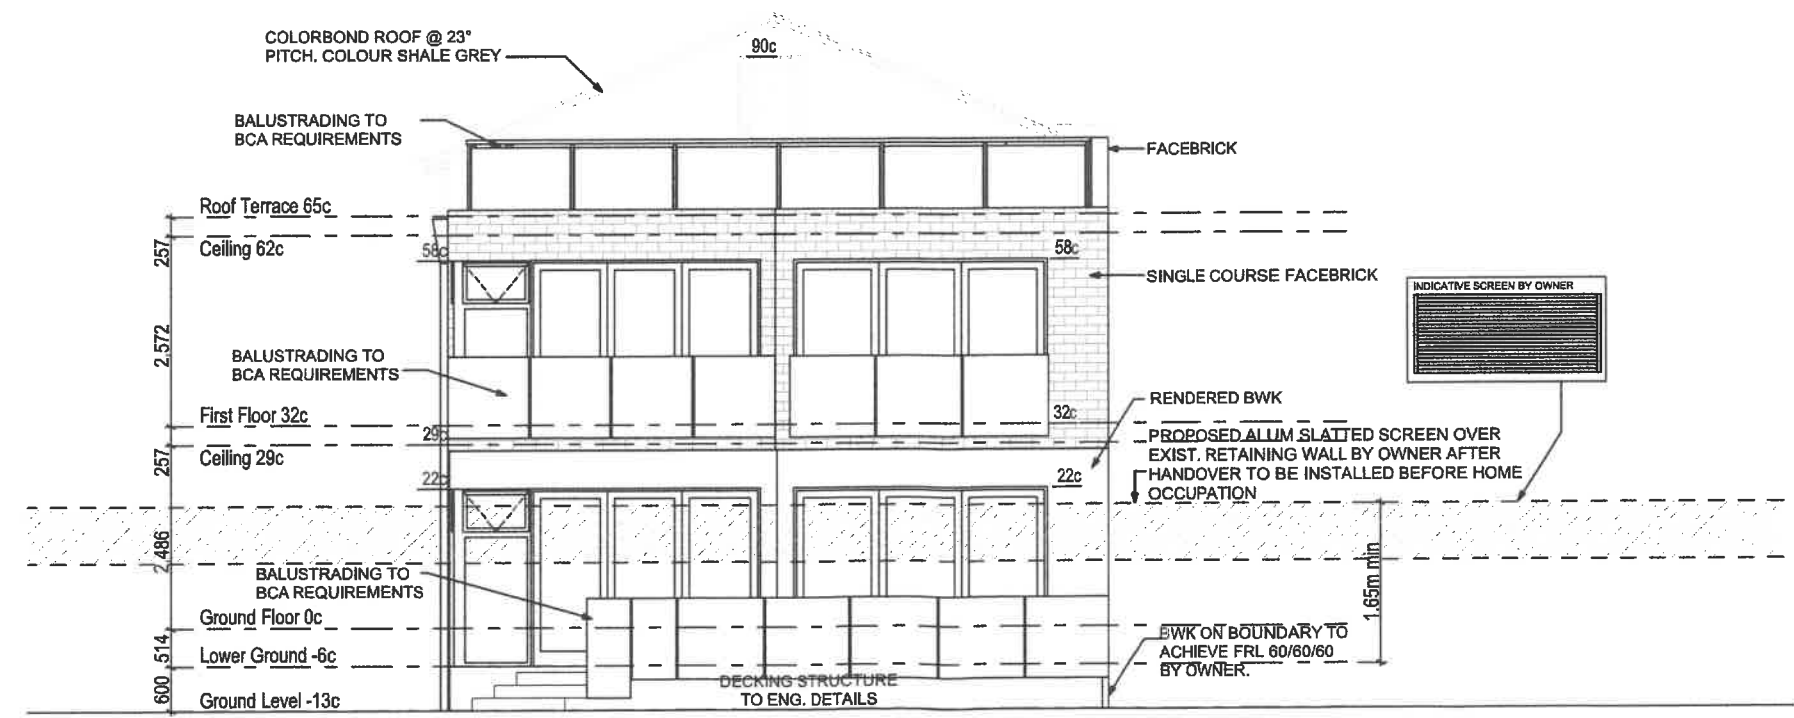 COLORBOND ROOF @ 23°
PITCH. COLOUR SHALE GREY
90c
BALUSTRADING TO
BCA REQUIREMENTS
FACEBRICK
Roof Terrace 65c
257
Ceiling 62c
58c
58c
SINGLE COURSE FACEBRICK
INDICATIVE SCREEN BY OWNER
2,572
BALUSTRADING TO
BCA REQUIREMENTS
RENDERED BWK
First Floor 32c
32c
29c
PROPOSED ALUM SLATTED SCREEN OVER
EXIST. RETAINING WALL BY OWNER AFTER
HANDOVER TO BE INSTALLED BEFORE HOME
OCCUPATION
257
Ceiling 29c
22c
22c
2,486
BALUSTRADING TO
BCA REQUIREMENTS
1.65m min
Ground Floor 0c
514
Lower Ground -6c
BWK ON BOUNDARY TO
ACHIEVE FRL 60/60/60
BY OWNER.
600
Ground Level -13c
DECKING STRUCTURE
TO ENG. DETAILS